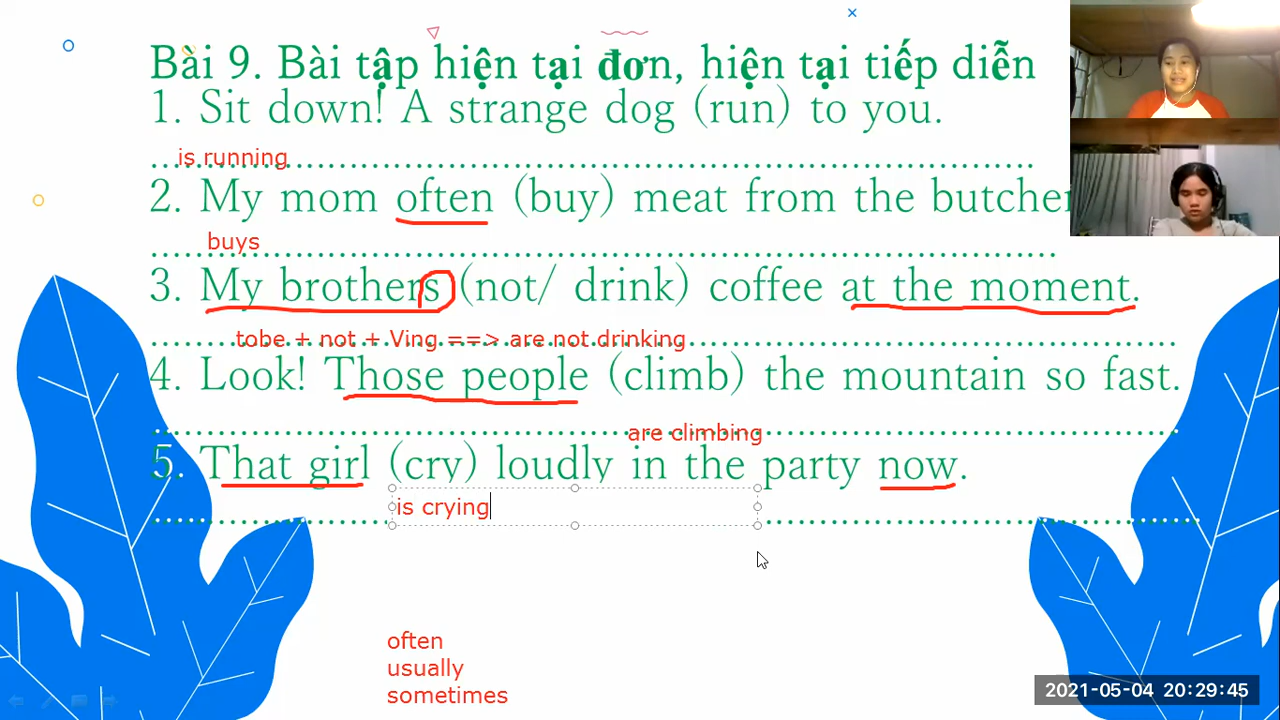 Bài 9. Bài tập hiện tại đơn, hiện tại tiếp diễn
1. Sit down! A strange dog (run) to you.
is running
2. My mom often (buy) meat from the butcher
buys
3. My brothers (not/ drink) coffee at the moment.
tobe + not + Ving ==> are not drinking
4. Look! Those people (climb) the mountain so fast.
are climbing
5. That girl (cry) loudly in the party now.
is crying
often
usually
sometimes
2021-05-04 20:29:45